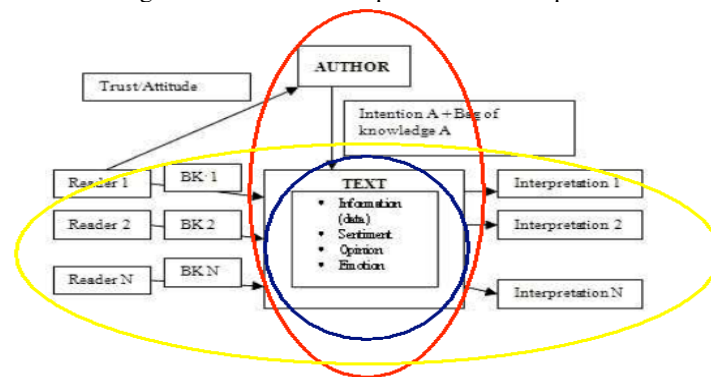 AUTHOR
Trust/Attitude
Intention A + Bag of
knowledge A
Reader 1
BK 1
TEXT
Interpretation 1
• Information
(data)
• Sentiment
• Opinion
• Emotion
Reader 2
BK 2
Interpretation 2
Reader N
BK N
Interpretation N